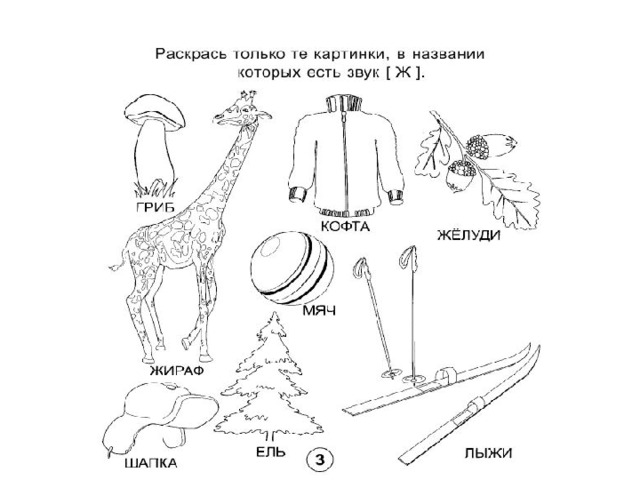 Раскрась только те картинки, в названии
которых есть звук [ Ж ].
ГРИБ
КОФТА
ЖЁЛУДИ
МЯЧ
ЖИРАФ
ШАПКА
ЕЛЬ
ЛЫЖИ
3